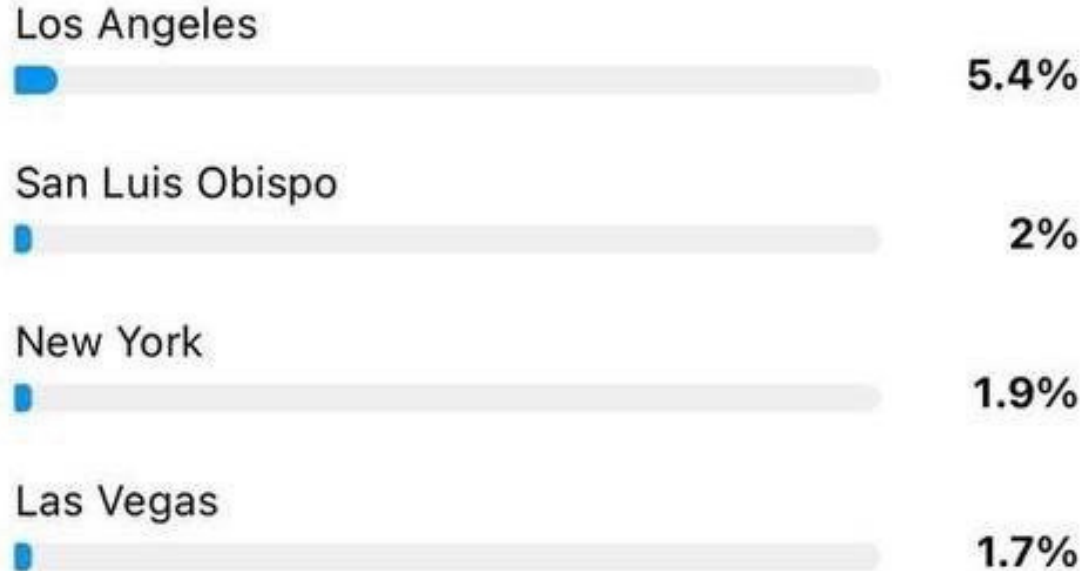 Los Angeles
5.4%
San Luis Obispo
2%
New York
1.9%
Las Vegas
1.7%